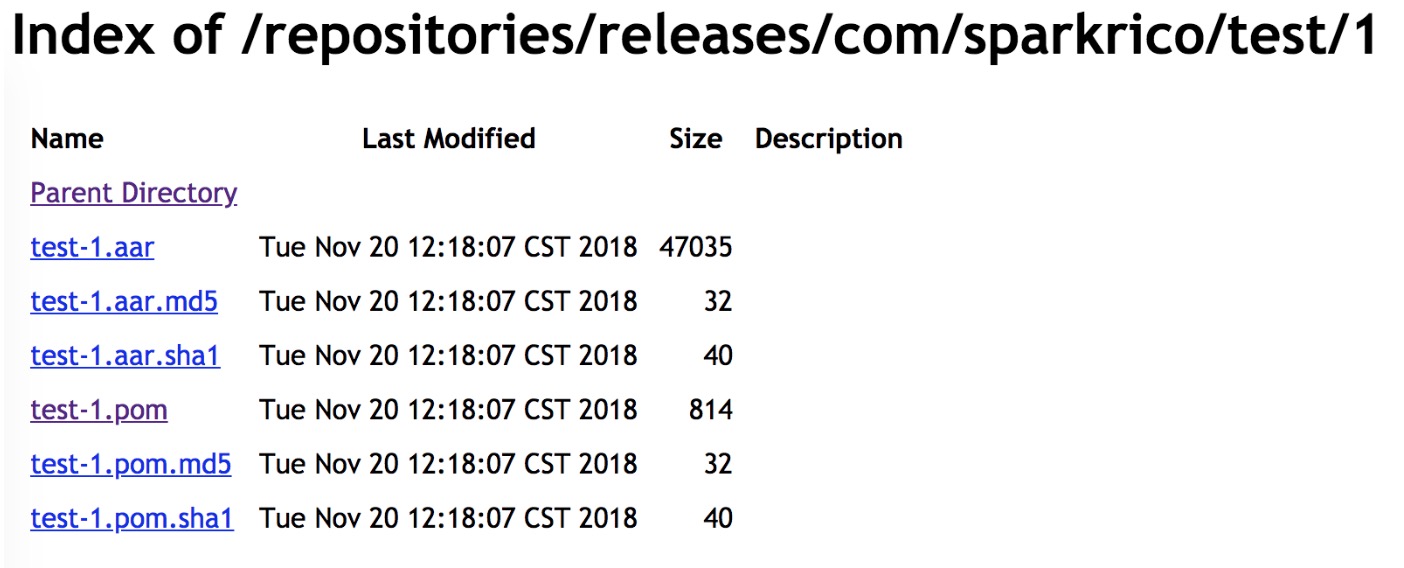 Index of /repositories/releases/com/sparkrico/test/1
Name Last Modified Size Description
Parent Directory
test-1.aar Tue Nov 20 12:18:07 CST 2018 47035
test-1.aar.md5 Tue Nov 20 12:18:07 CST 2018 32
test-1.aar.sha1 Tue Nov 20 12:18:07 CST 2018 40
test-1.pom Tue Nov 20 12:18:07 CST 2018 814
test-1.pom.md5 Tue Nov 20 12:18:07 CST 2018 32
test-1.pom.sha1 Tue Nov 20 12:18:07 CST 2018 40